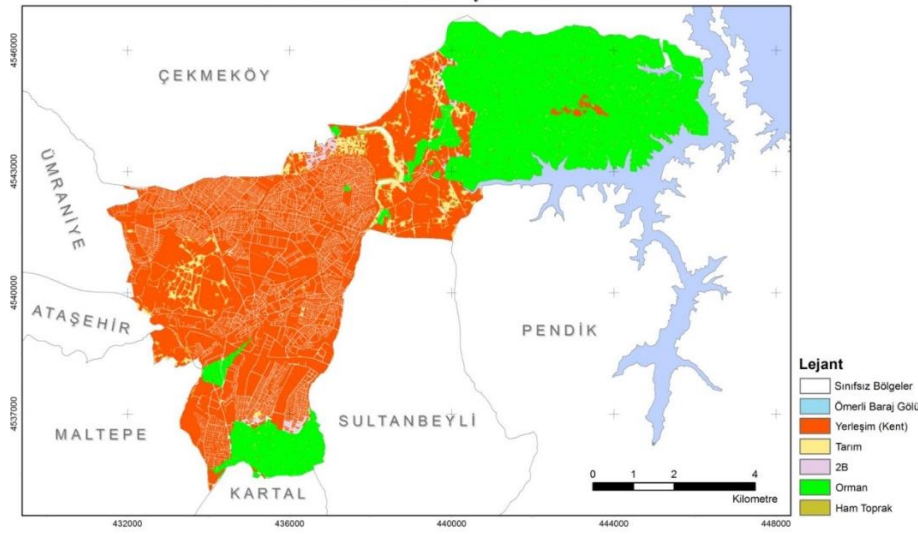 4546000
4543000
4540000
4537000
ÇEKMEKÖY
ÜMRANİYE
ATAŞEHİR
MALTEPE
KARTAL
SULTANBEYLİ
PENDİK
0 1 2 4
Kilometre
432000 436000 440000 444000 448000
Lejant
Sınıfsız Bölgeler
Ömerli Baraj Gölü
Yerleşim (Kent)
Tarım
2B
Orman
Ham Toprak